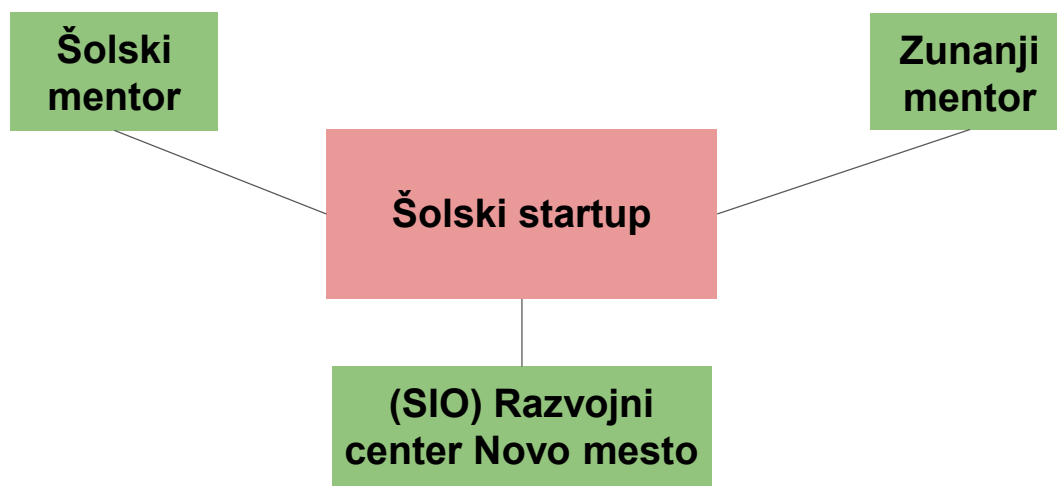 Šolski
mentor
Zunanji
mentor
Šolski startup
(SIO) Razvojni
center Novo mesto